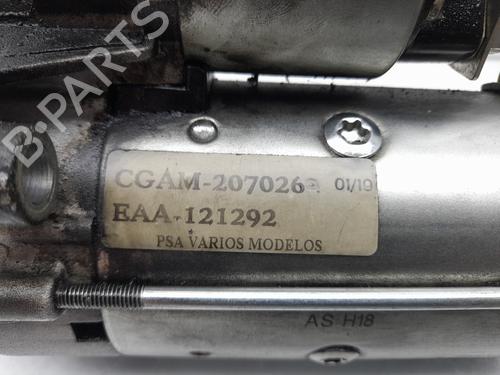 B-PARTS
CGAM-207026 01/19
EAA-121292
PSA VARIOS MODELOS
AS H18